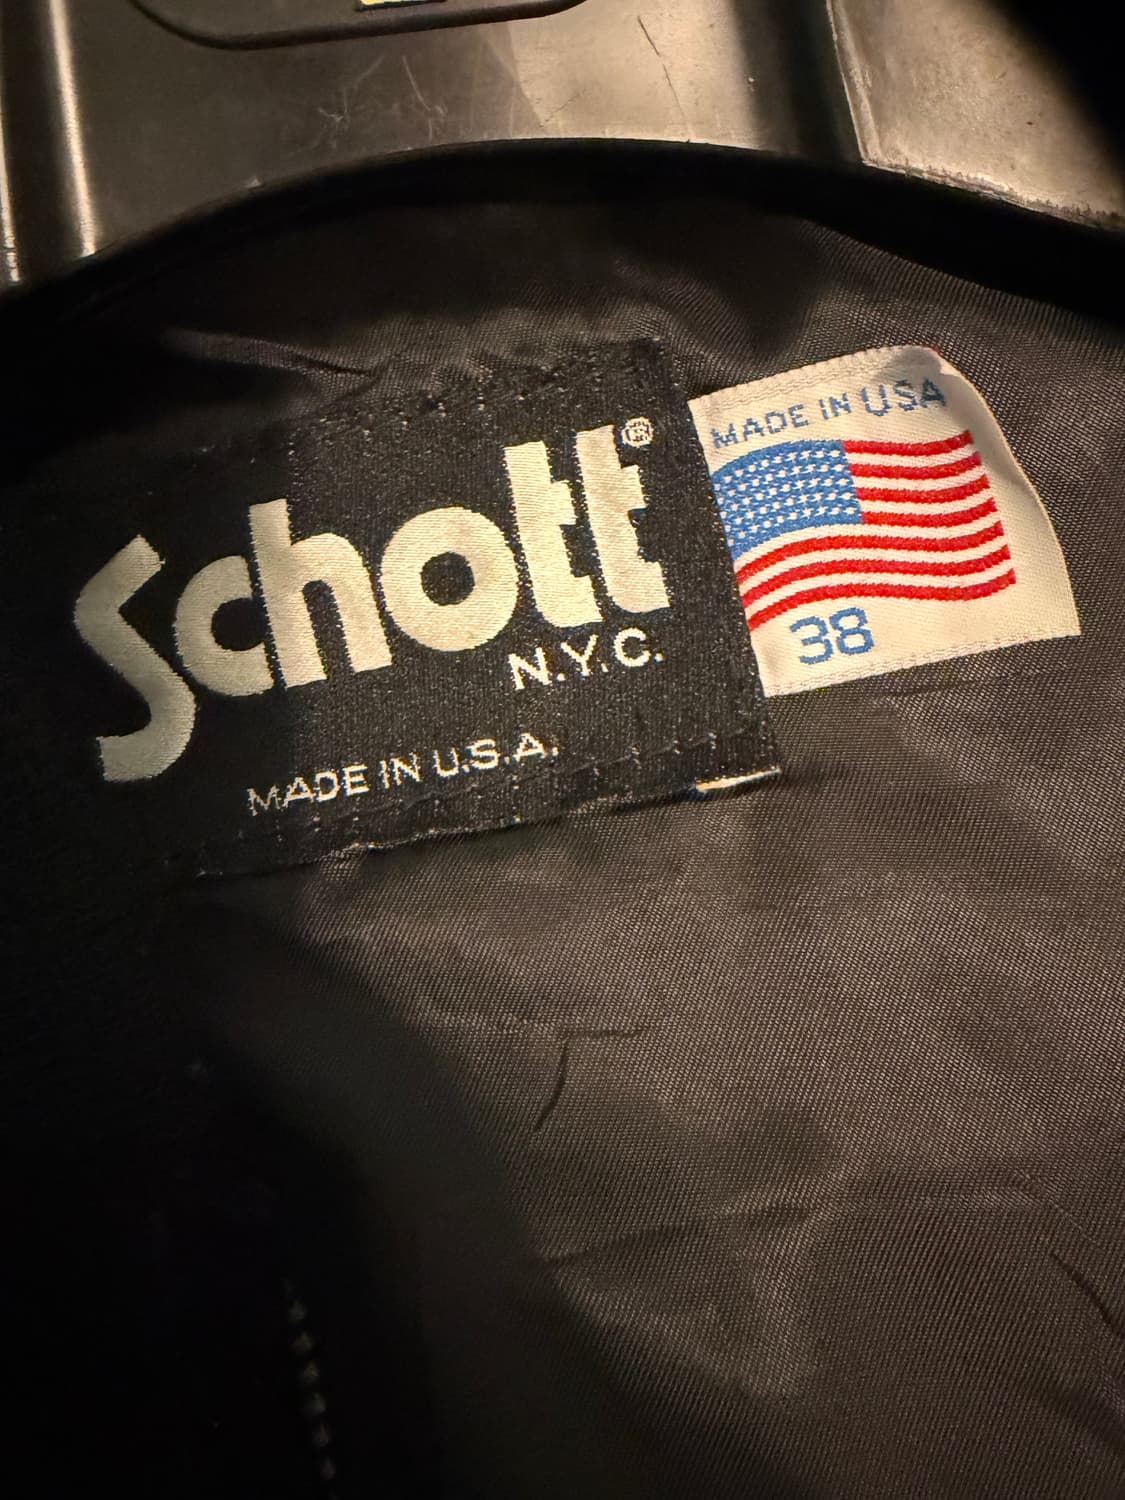 Schott®
N.Y.C.
MADE IN U.S.A.
MADE IN USA
38